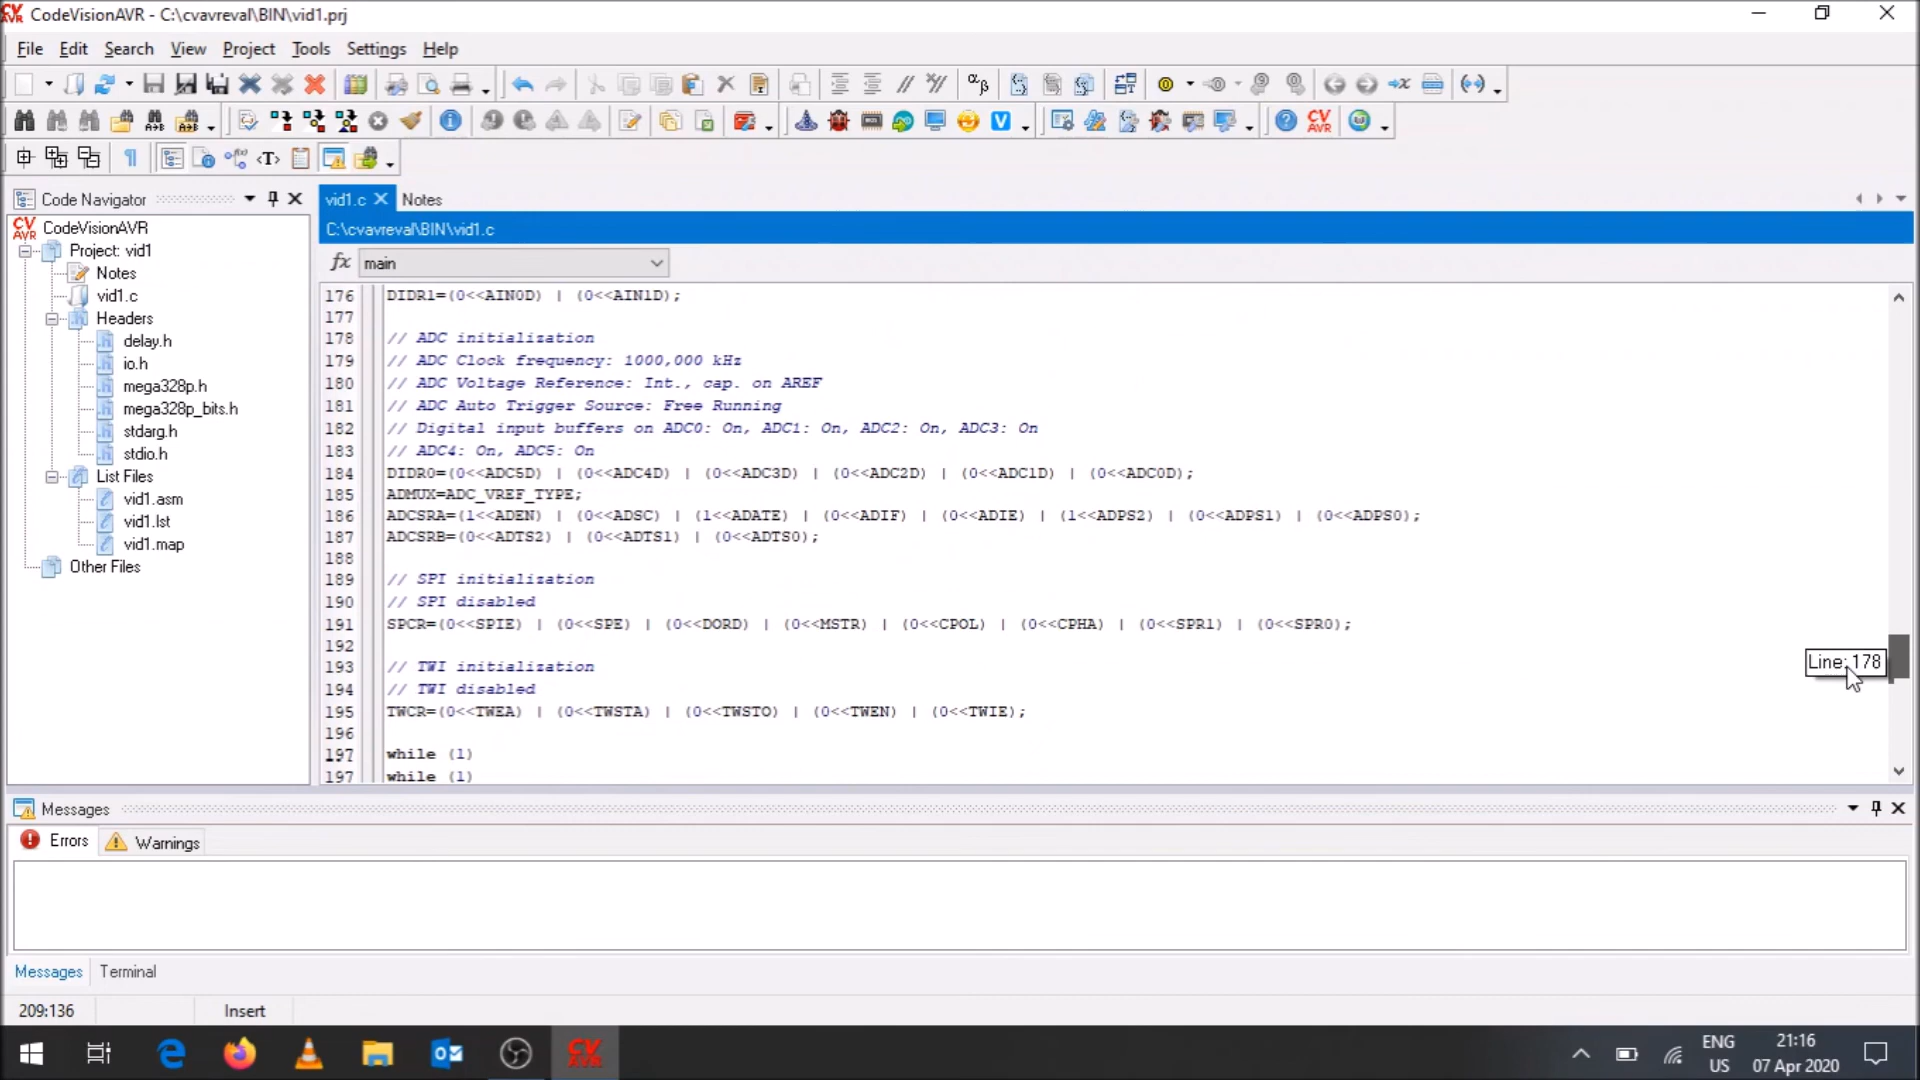 CodeVisionAVR - C:\cvavreval\BIN\vid1.prj
File Edit Search View Project Tools Settings Help
Code Navigator
CodeVisionAVR
Project: vid1
Notes
vid1.c
Headers
delay.h
io.h
mega328p.h
mega328p_bits.h
stdarg.h
stdio.h
List Files
vid1.asm
vid1.lst
vid1.map
Other Files
vid1.c Notes
C:\cvavreval\BIN\vid1.c
fx main
176 DIDR1=(0<<AIN0D) | (0<<AIN1D);
177
178 // ADC initialization
179 // ADC Clock frequency: 1000,000 kHz
180 // ADC Voltage Reference: Int., cap. on AREF
181 // ADC Auto Trigger Source: Free Running
182 // Digital input buffers on ADC0: On, ADC1: On, ADC2: On, ADC3: On
183 // ADC4: On, ADC5: On
184 DIDR0=(0<<ADC5D) | (0<<ADC4D) | (0<<ADC3D) | (0<<ADC2D) | (0<<ADC1D) | (0<<ADC0D);
185 ADMUX=ADC_VREF_TYPE;
186 ADCSRA=(1<<ADEN) | (0<<ADSC) | (1<<ADATE) | (0<<ADIF) | (0<<ADIE) | (1<<ADPS2) | (0<<ADPS1) | (0<<ADPS0);
187 ADCSRB=(0<<ADTS2) | (0<<ADTS1) | (0<<ADTS0);
188
189 // SPI initialization
190 // SPI disabled
191 SPCR=(0<<SPIE) | (0<<SPE) | (0<<DORD) | (0<<MSTR) | (0<<CPOL) | (0<<CPHA) | (0<<SPR1) | (0<<SPR0);
192
193 // TWI initialization
194 // TWI disabled
195 TWCR=(0<<TWEA) | (0<<TWSTA) | (0<<TWSTO) | (0<<TWEN) | (0<<TWIE);
196
197 while (1)
197 while (1)
Line: 178
Messages
Errors Warnings
Messages Terminal
209:136 Insert
ENG
US
21:16
07 Apr 2020